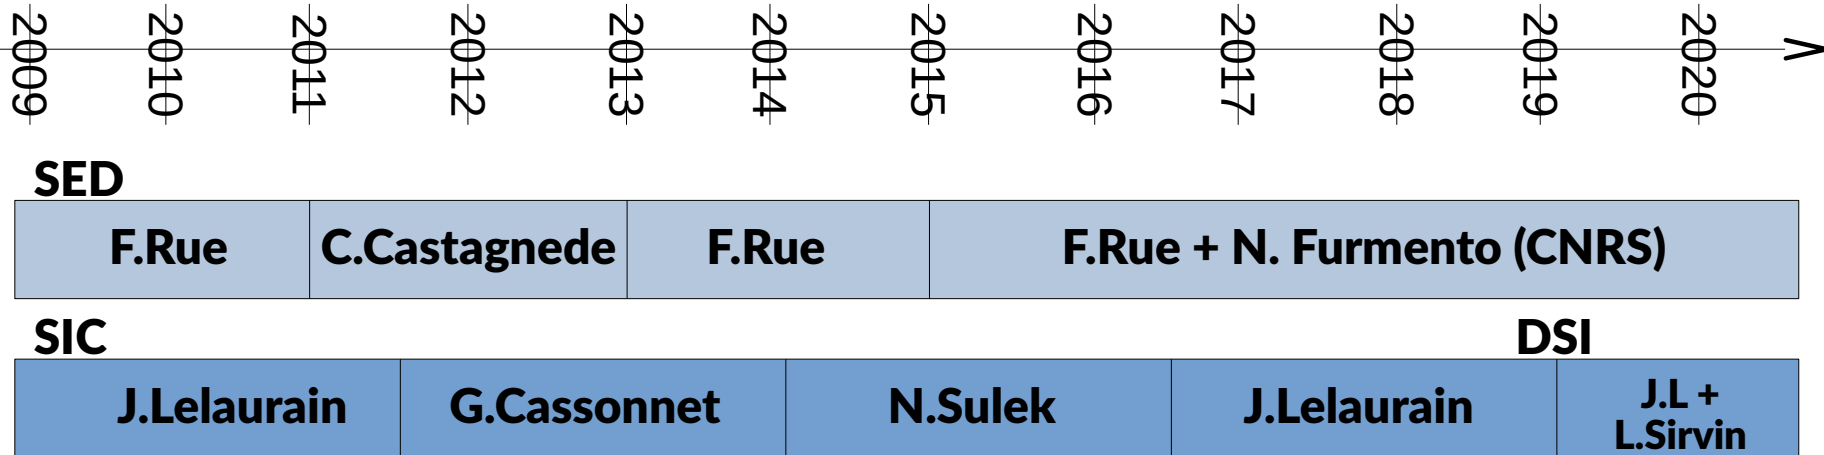 2009 2010 2011 2012 2013 2014 2015 2016 2017 2018 2019 2020
SED
F.Rue C.Castagnede F.Rue F.Rue + N. Furmento (CNRS)
SIC DSI
J.Lelaurain G.Cassonnet N.Sulek J.Lelaurain J.L +
L.Sirvin